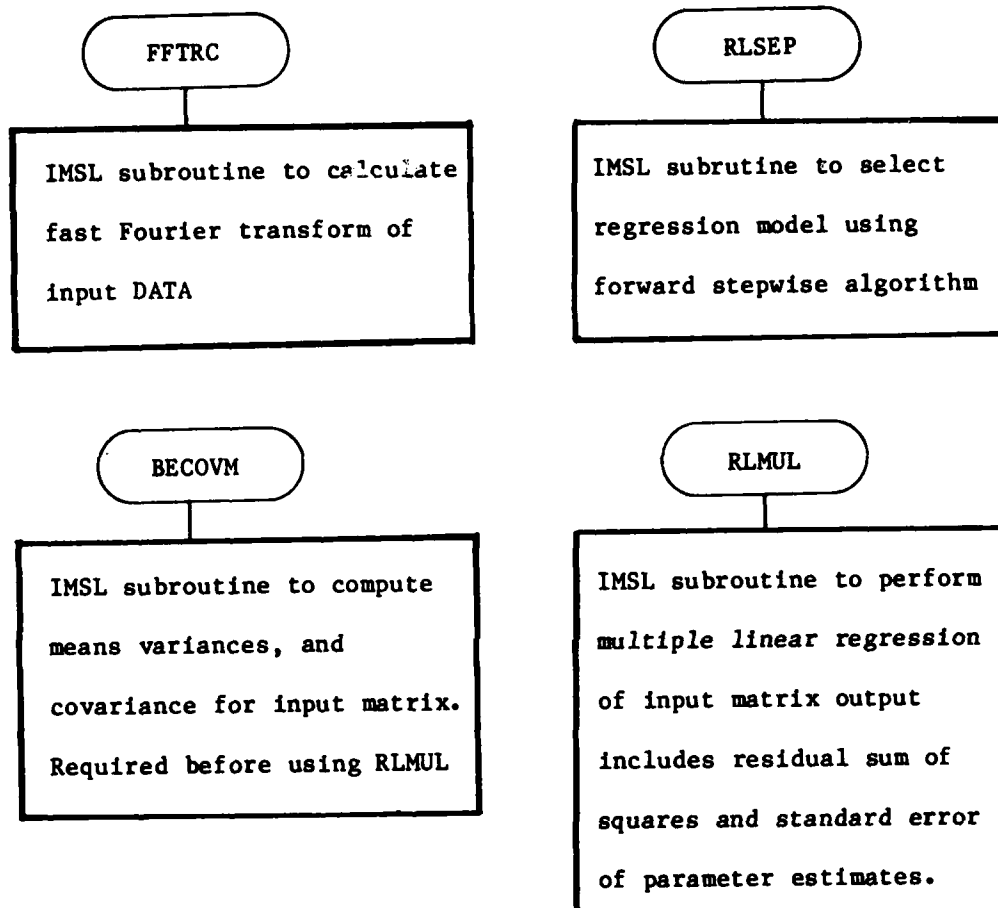 FFTRC
IMSL subroutine to calculate
fast Fourier transform of
input DATA
RLSEP
IMSL subrutine to select
regression model using
forward stepwise algorithm
BECOVM
IMSL subroutine to compute
means variances, and
covariance for input matrix.
Required before using RLMUL
RLMUL
IMSL subroutine to perform
multiple linear regression
of input matrix output
includes residual sum of
squares and standard error
of parameter estimates.